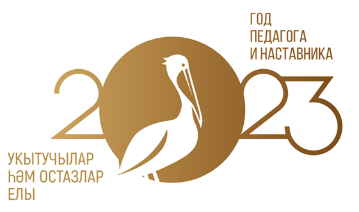 ГОД
ПЕДАГОГА
И НАСТАВНИКА
2023
УКЫТУЧЫЛАР
ҺӘМ ОСТАЗЛАР
ЕЛЫ